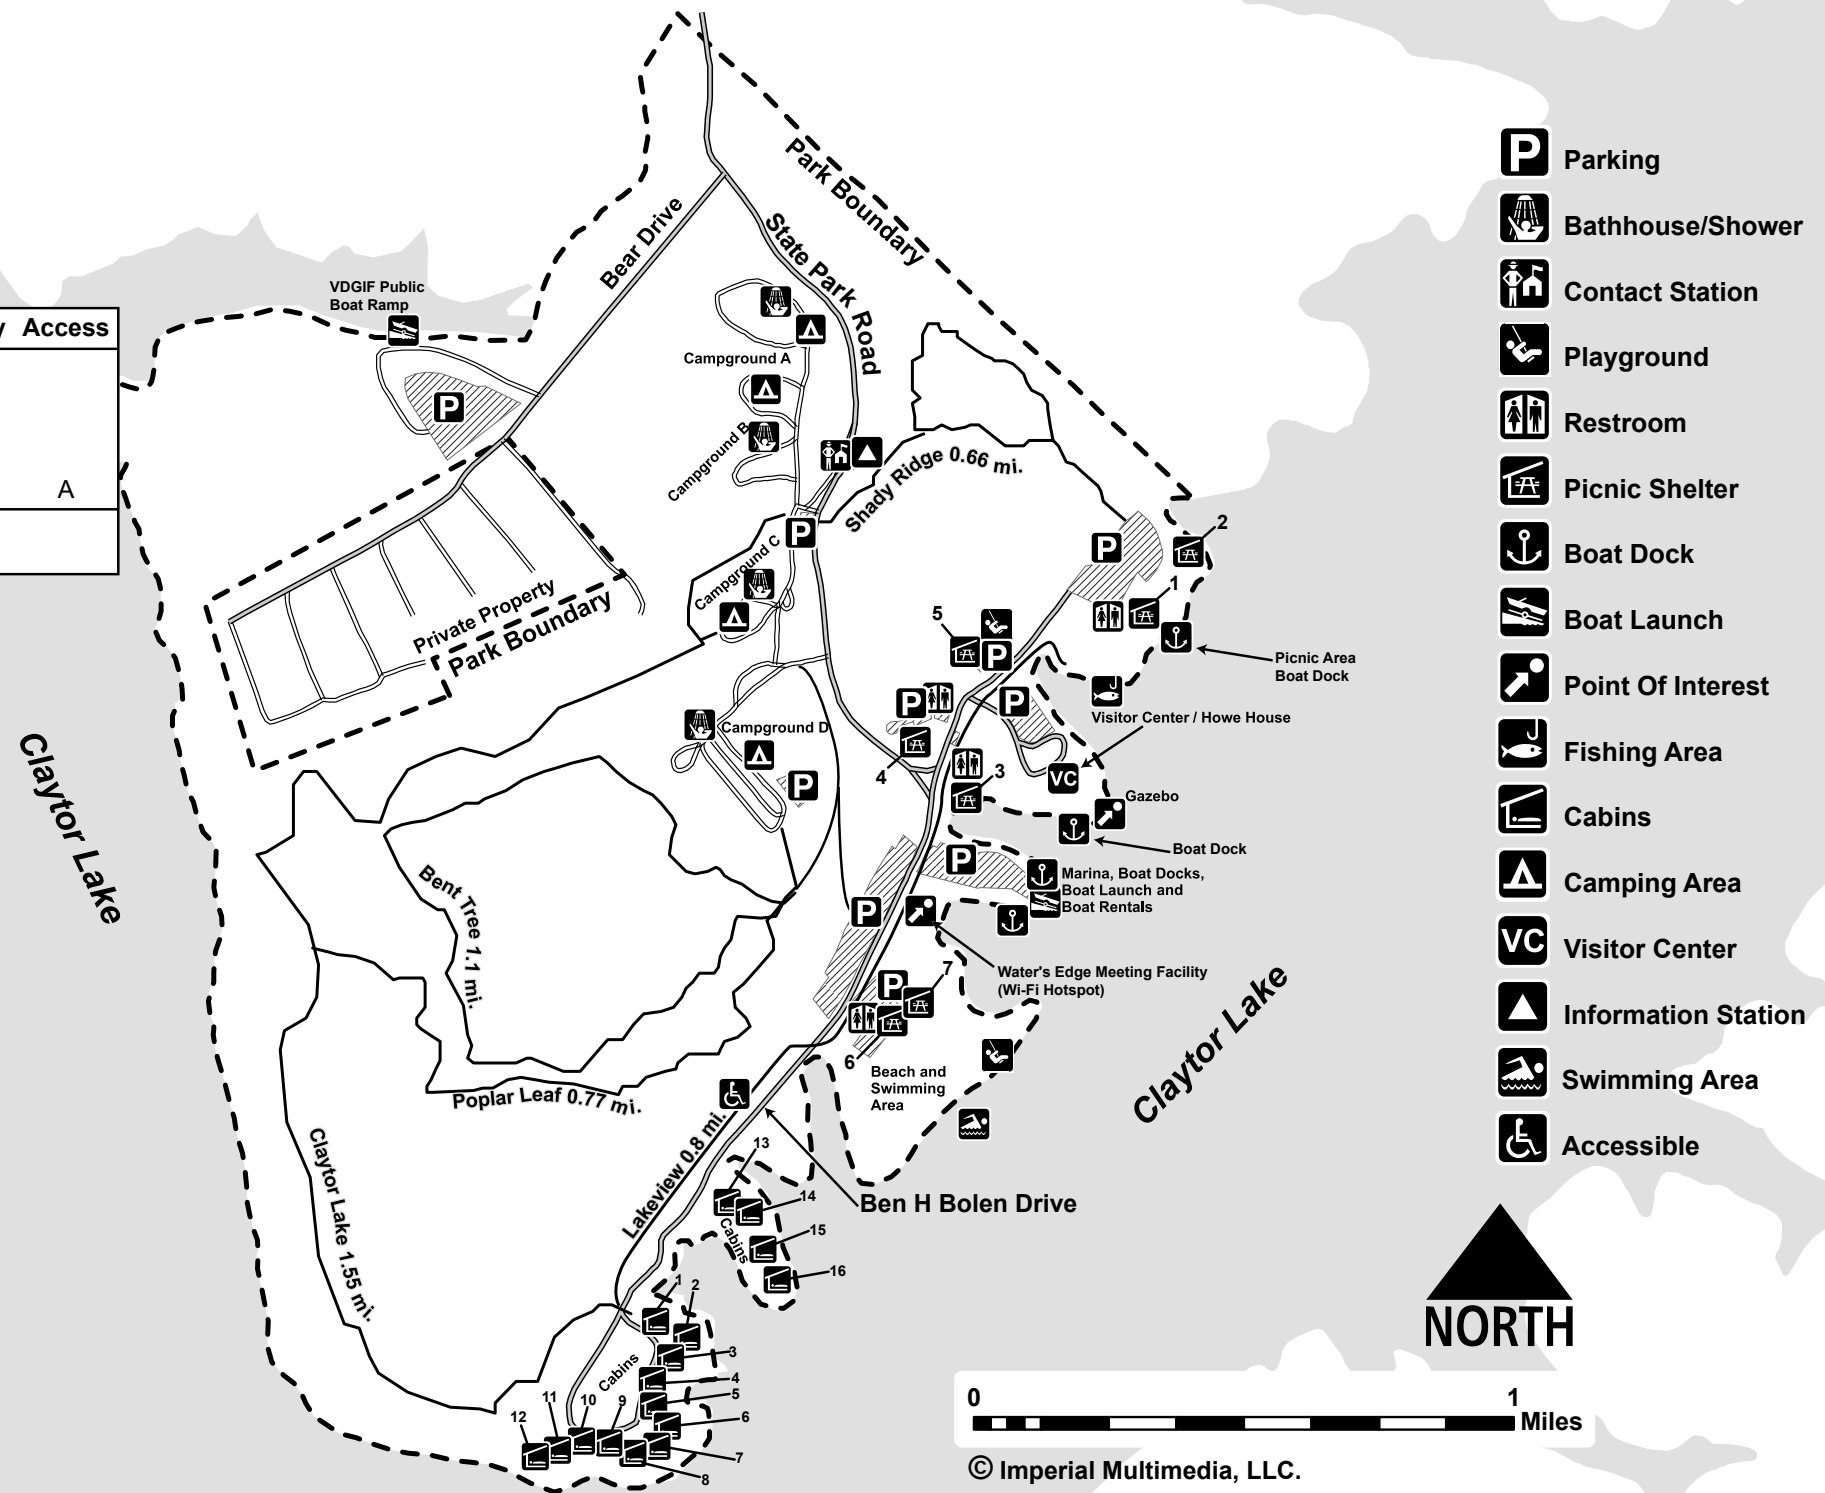 Park Boundary
Bear Drive
State Park Road
VDGIF Public
Boat Ramp
Access
A
P
Campground A
Campground B
Shady Ridge 0.66 mi.
P
Campground C
P
2
1
Private Property
Park Boundary
5
P
Picnic Area
Boat Dock
P
P
Visitor Center / Howe House
Campground D
4
3
VC
P
Gazebo
Claytor Lake
Boat Dock
P
Marina, Boat Docks,
Boat Launch and
Boat Rentals
Bent Tree 1.1 mi.
P
Water's Edge Meeting Facility
(Wi-Fi Hotspot)
P
7
6
Claytor Lake
Beach and
Swimming
Area
Poplar Leaf 0.77 mi.
Lakeview 0.8 mi.
Claytor Lake 1.55 mi.
Ben H Bolen Drive
13
14
15
16
Cabins
1
2
3
4
5
6
7
8
9
10
11
12
Cabins
P Parking
Bathhouse/Shower
Contact Station
Playground
Restroom
Picnic Shelter
Boat Dock
Boat Launch
Point Of Interest
Fishing Area
Cabins
Camping Area
VC Visitor Center
Information Station
Swimming Area
Accessible
NORTH
0 1
Miles
© Imperial Multimedia, LLC.